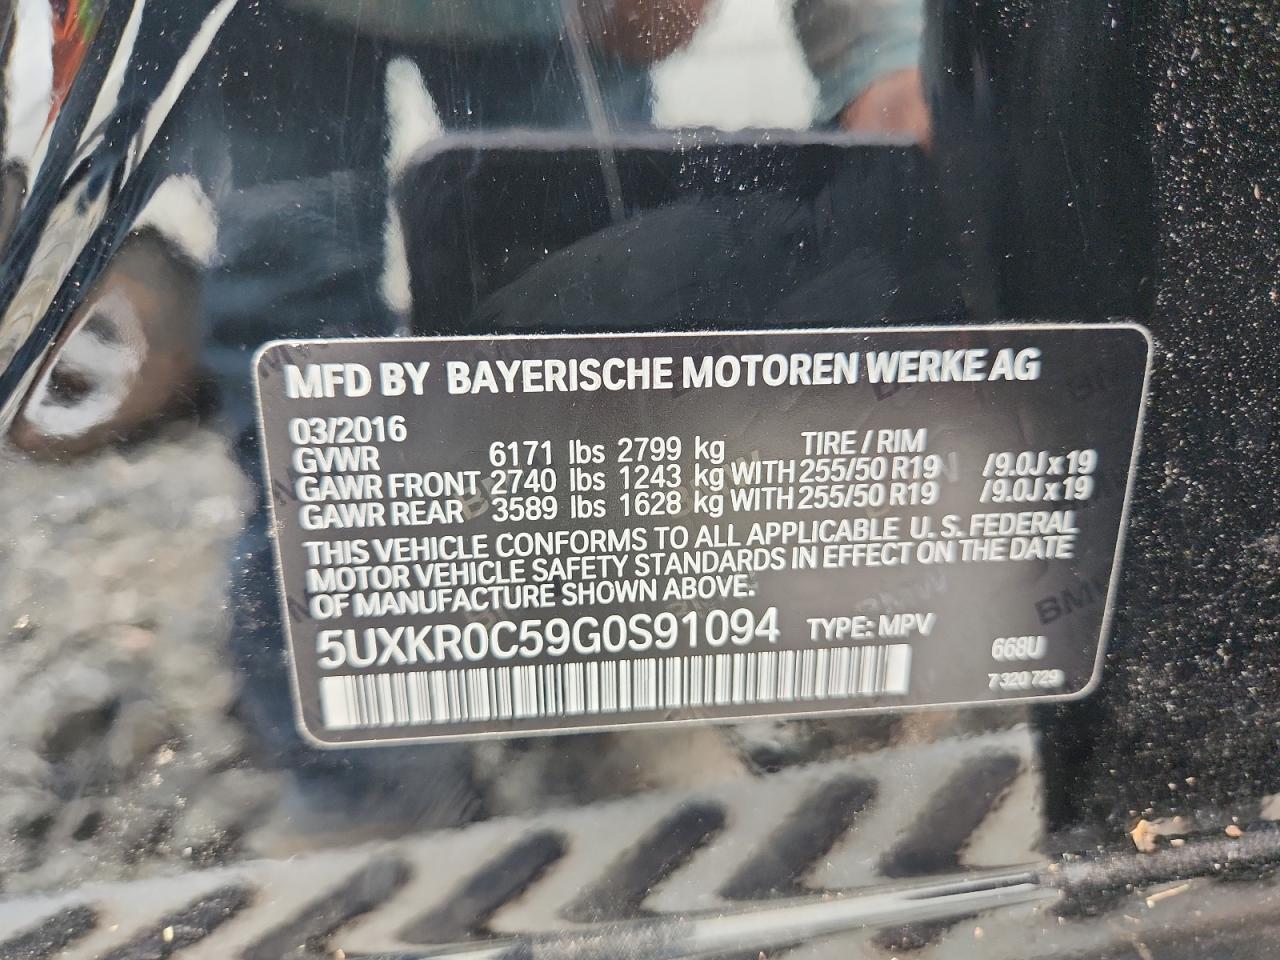 MFD BY BAYERISCHE MOTOREN WERKE AG
03/2016
GVWR 6171 lbs 2799 kg TIRE / RIM
GAWR FRONT 2740 lbs 1243 kg WITH 255/50 R19 /9.0J x 19
GAWR REAR 3589 lbs 1628 kg WITH 255/50 R19 /9.0J x 19
THIS VEHICLE CONFORMS TO ALL APPLICABLE U.S. FEDERAL
MOTOR VEHICLE SAFETY STANDARDS IN EFFECT ON THE DATE
OF MANUFACTURE SHOWN ABOVE.
5UXKR0C59G0S91094 TYPE: MPV
668U
7 320 729